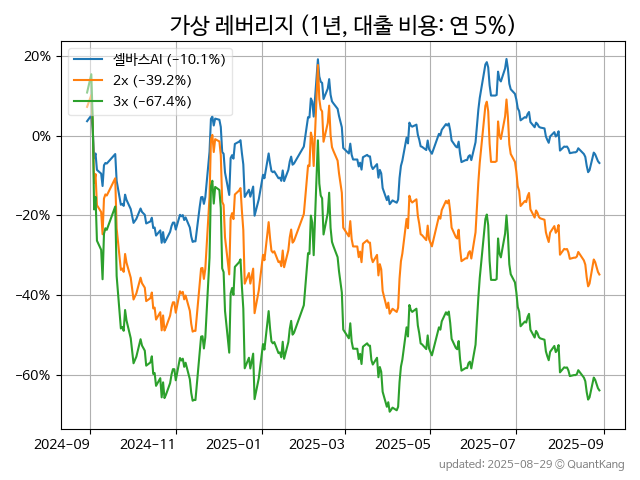 가상 레버리지 (1년, 대출 비용: 연 5%)
셀바스AI (−10.1%)
2x (−39.2%)
3x (−67.4%)
20%
0%
−20%
−40%
−60%
2024-09 2024-11 2025-01 2025-03 2025-05 2025-07 2025-09
updated: 2025-08-29 © QuantKang